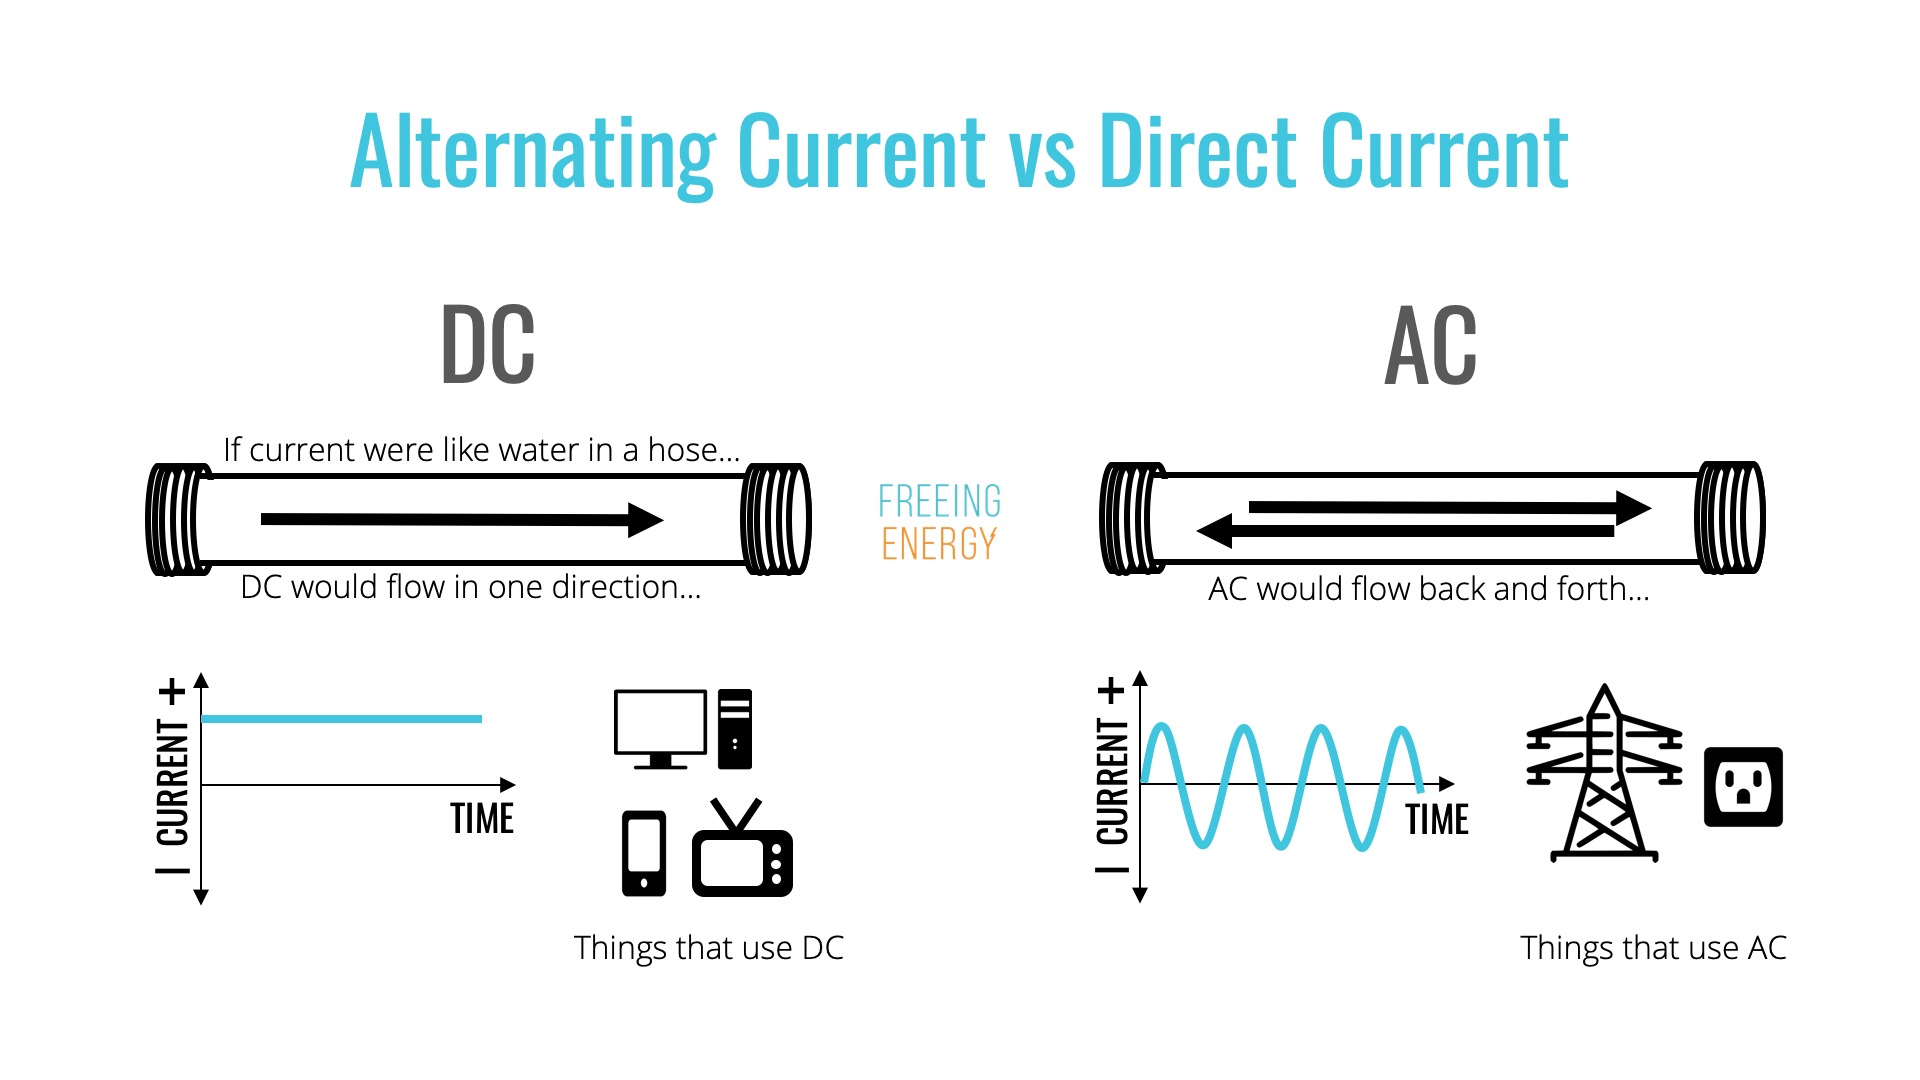 Alternating Current vs Direct Current
DC
If current were like water in a hose...
DC would flow in one direction...
— CURRENT +
TIME
Things that use DC
FREEING
ENERGY
AC
AC would flow back and forth...
— CURRENT +
TIME
Things that use AC